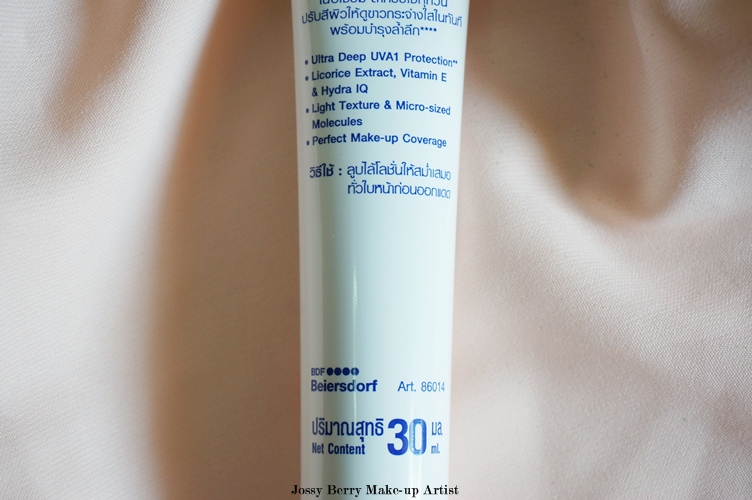 ปรับสีผิวให้ดูขาวกระจ่างใสในทันที
พร้อมบำรุงล้ำลึก****
• Ultra Deep UVA1 Protection**
• Licorice Extract, Vitamin E
& Hydra IQ
• Light Texture & Micro-sized
Molecules
• Perfect Make-up Coverage
วิธีใช้ : ลูบไล้โลชั่นให้สม่ำเสมอ
ทั่วใบหน้าก่อนออกแดด
BDF
Beiersdorf Art. 86014
ปริมาณสุทธิ 30 มล.
Net Content ml.
Jossy Berry Make-up Artist